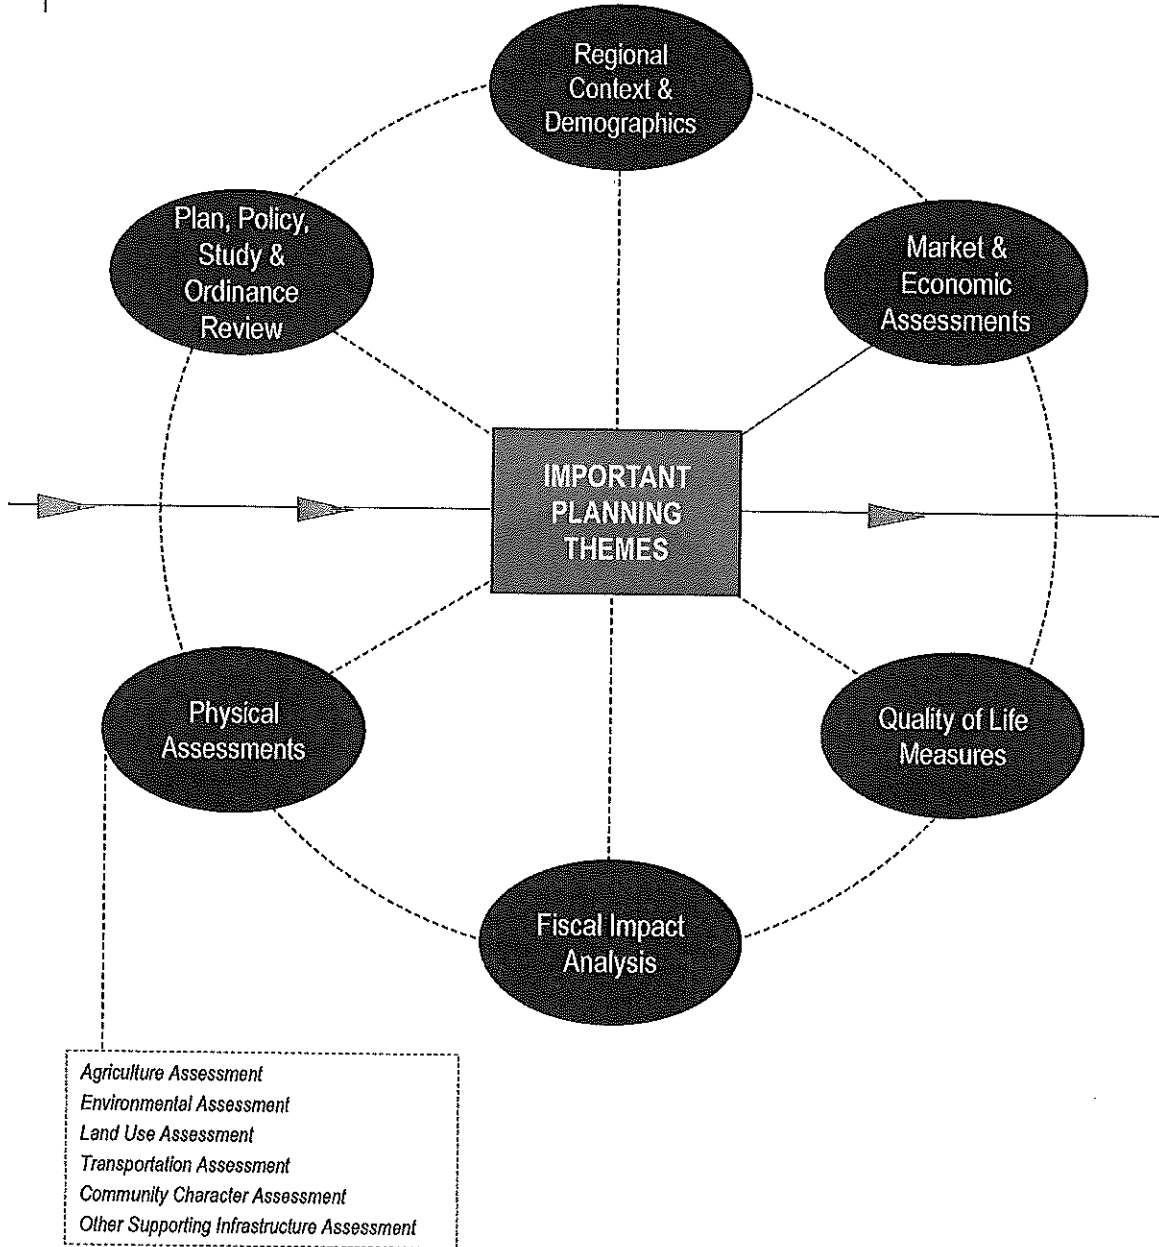 Regional
Context &
Demographics
Plan, Policy,
Study &
Ordinance
Review
Market &
Economic
Assessments
IMPORTANT
PLANNING
THEMES
Physical
Assessments
Quality of Life
Measures
Fiscal Impact
Analysis
Agriculture Assessment
Environmental Assessment
Land Use Assessment
Transportation Assessment
Community Character Assessment
Other Supporting Infrastructure Assessment